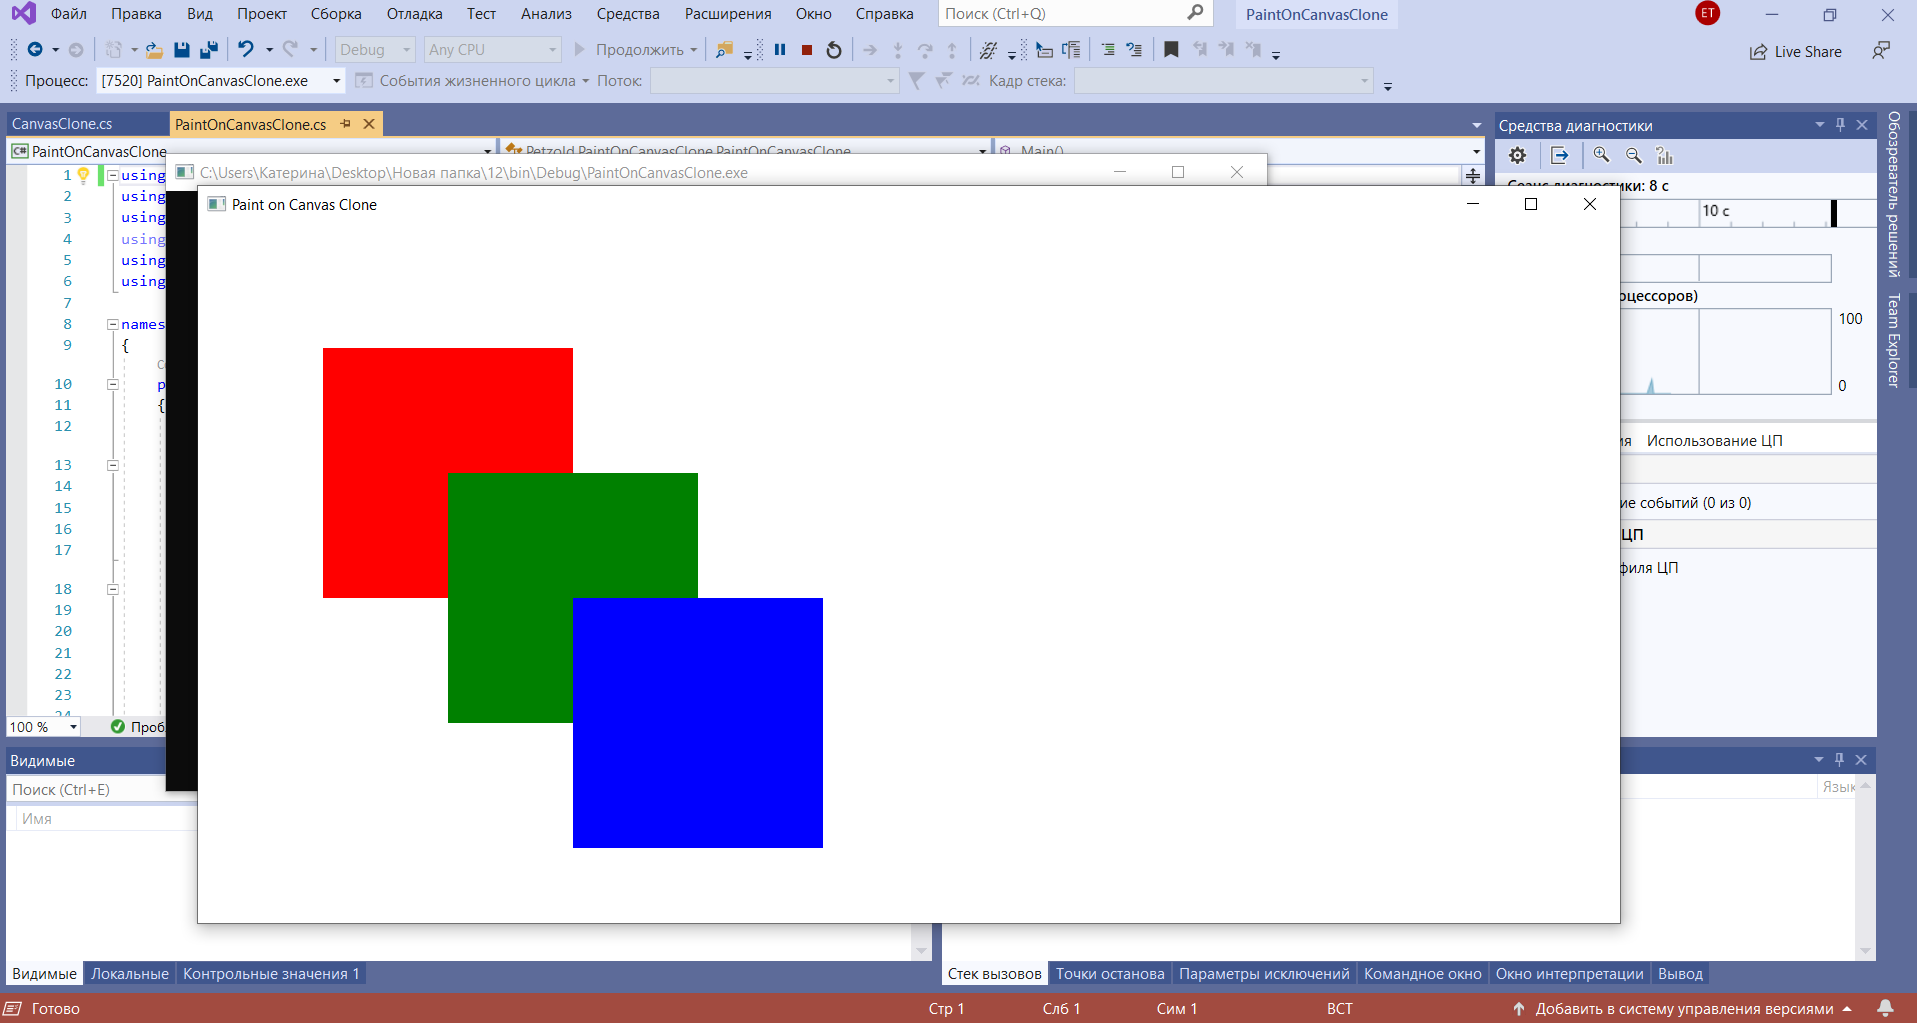 Файл Правка Вид Проект Сборка Отладка Тест Анализ Средства Расширения Окно Справка Поиск (Ctrl+Q) PaintOnCanvasClone ET
Debug Any CPU Продолжить Live Share
Процесс: [7520] PaintOnCanvasClone.exe События жизненного цикла Поток: Кадр стека:
CanvasClone.cs PaintOnCanvasClone.cs
C# PaintOnCanvasClone Petzold.PaintOnCanvasClone.PaintOnCanvasClone Main()
C:\Users\Катерина\Desktop\Новая папка\12\bin\Debug\PaintOnCanvasClone.exe
Paint on Canvas Clone
1 using
2 using
3 using
4 using
5 using
6 using
7
8 names
9 {
10 p
11 {
12
13
14
15
16
17
18
19
20
21
22
23
24
100 % Проб
Средства диагностики
Сеанс диагностики: 8 с
10 с
оцессоров)
100
0
ия Использование ЦП
ие событий (0 из 0)
ЦП
филя ЦП
Обозреватель решений
Team Explorer
Видимые
Поиск (Ctrl+E)
Имя
Язык
Видимые Локальные Контрольные значения 1
Стек вызовов Точки останова Параметры исключений Командное окно Окно интерпретации Вывод
Готово Стр 1 Слб 1 Сим 1 ВСТ Добавить в систему управления версиями